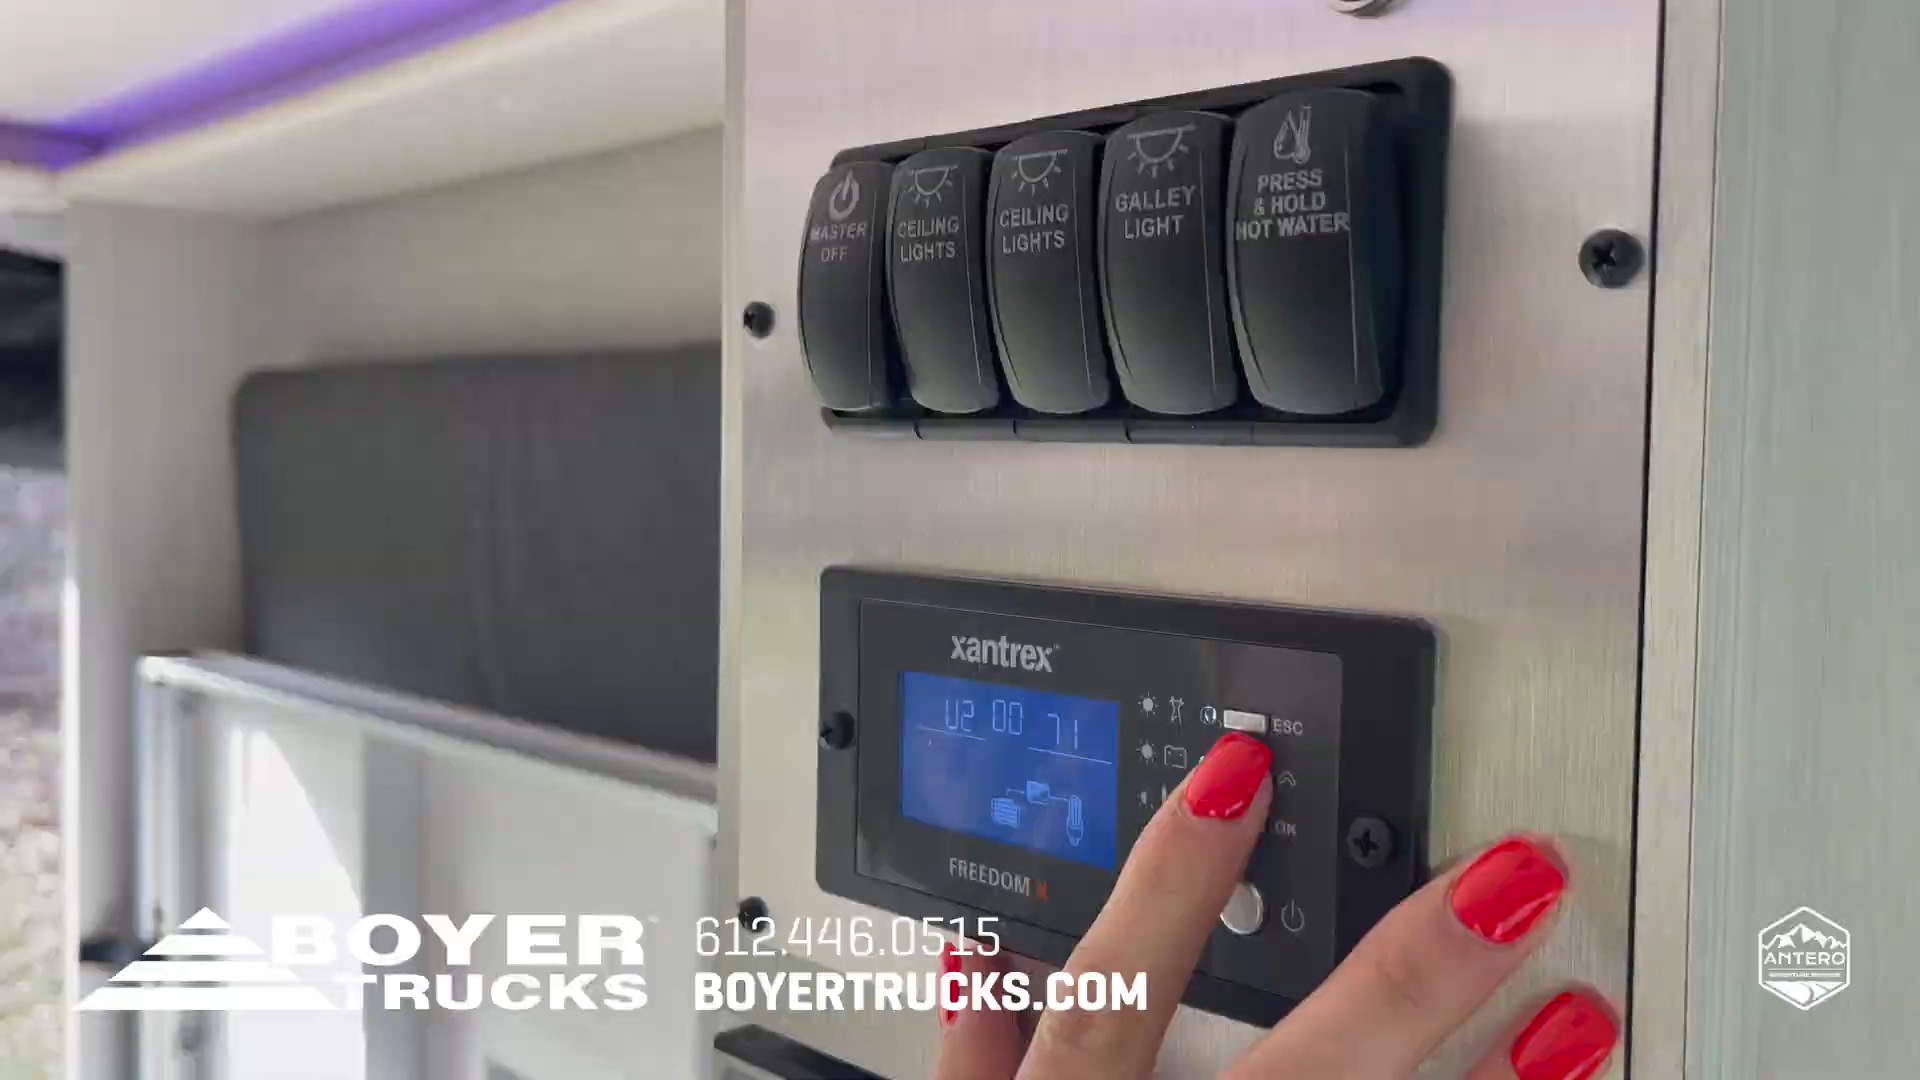 MASTER
OFF
CEILING
LIGHTS
CEILING
LIGHTS
GALLEY
LIGHT
PRESS
& HOLD
HOT WATER
xantrex
U2 00 71
ESC
OK
FREEDOM X
BOYER
TRUCKS
612.446.0515
BOYERTRUCKS.COM
ANTERO